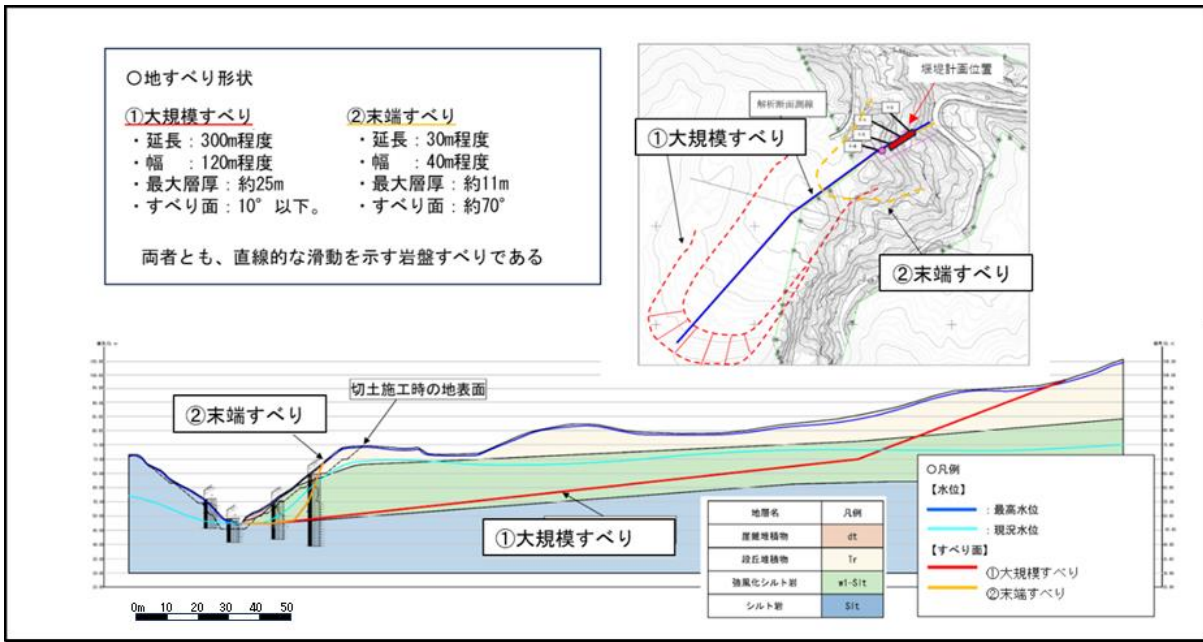 〇地すべり形状
①大規模すべり
・延長：300m程度
・幅　：120m程度
・最大層厚：約25m
・すべり面：10°以下。
②末端すべり
・延長：30m程度
・幅　：40m程度
・最大層厚：約11m
・すべり面：約70°
両者とも、直線的な滑動を示す岩盤すべりである
堰堤計画位置
解析断面測線
①大規模すべり
①大規模すべり
②末端すべり
切土施工時の地表面
②末端すべり
①大規模すべり
地層名 凡例
崖錐堆積物 dt
段丘堆積物 Tr
強風化シルト岩 w1-Slt
シルト岩 Slt
〇凡例
【水位】
：最高水位
：現況水位
【すべり面】
①大規模すべり
②末端すべり
0m 10 20 30 40 50